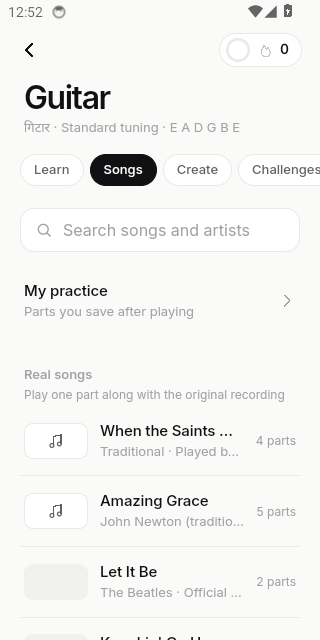 12:52
0
Guitar
गिटार · Standard tuning · E A D G B E
Learn
Songs
Create
Challenges
Search songs and artists
My practice
Parts you save after playing
Real songs
Play one part along with the original recording
When the Saints ...
4 parts
Traditional · Played b...
Amazing Grace
5 parts
John Newton (traditio...
Let It Be
2 parts
The Beatles · Official ...